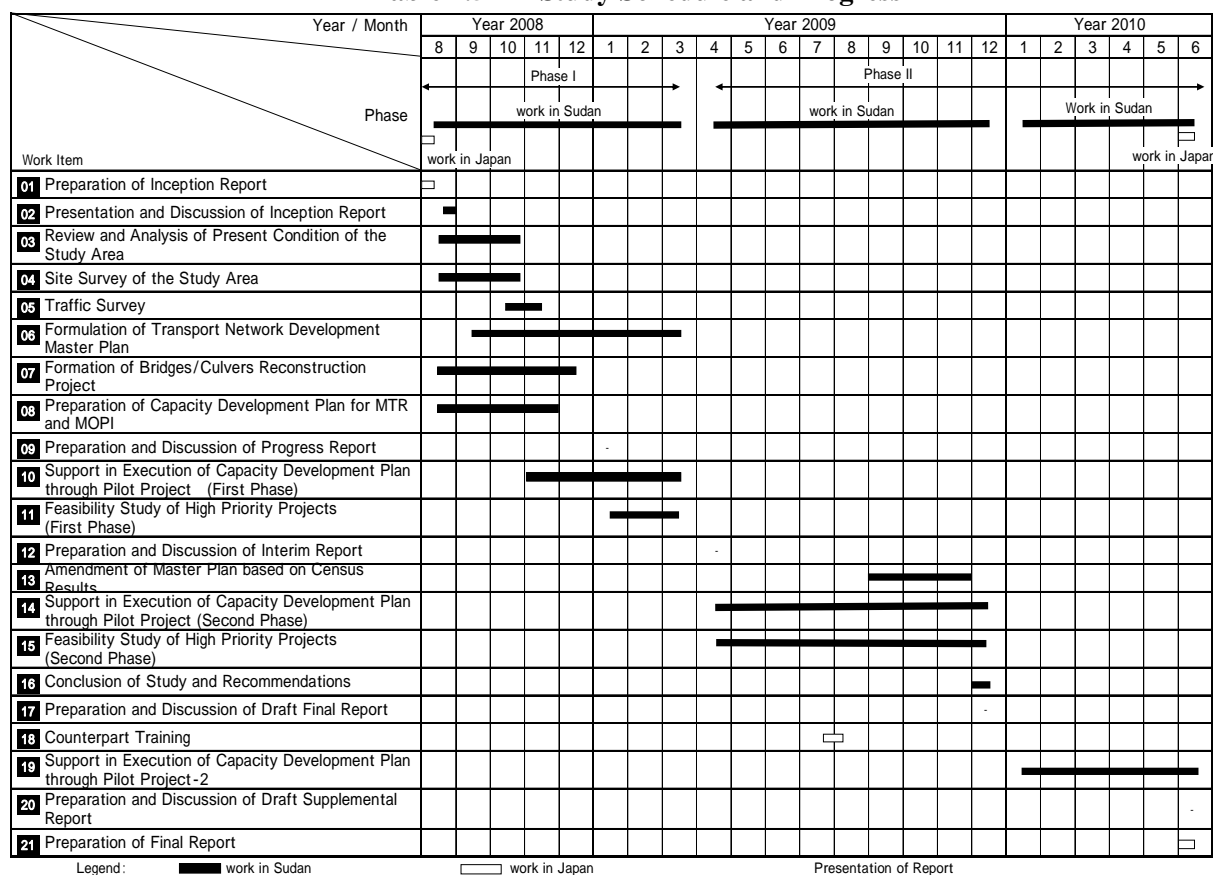 Year / Month
Year 2008
Year 2009
Year 2010
8 9 10 11 12 1 2 3 4 5 6 7 8 9 10 11 12 1 2 3 4 5 6
Phase I
Phase II
Phase
work in Sudan
work in Sudan
Work in Sudan
Work Item
work in Japan
work in Japan
01 Preparation of Inception Report
02 Presentation and Discussion of Inception Report
03 Review and Analysis of Present Condition of the
Study Area
04 Site Survey of the Study Area
05 Traffic Survey
06 Formulation of Transport Network Development
Master Plan
07 Formation of Bridges/Culvers Reconstruction
Project
08 Preparation of Capacity Development Plan for MTR
and MOPI
09 Preparation and Discussion of Progress Report
10 Support in Execution of Capacity Development Plan
through Pilot Project (First Phase)
11 Feasibility Study of High Priority Projects
(First Phase)
12 Preparation and Discussion of Interim Report
13 Amendment of Master Plan based on Census
Results
14 Support in Execution of Capacity Development Plan
through Pilot Project (Second Phase)
15 Feasibility Study of High Priority Projects
(Second Phase)
16 Conclusion of Study and Recommendations
17 Preparation and Discussion of Draft Final Report
18 Counterpart Training
19 Support in Execution of Capacity Development Plan
through Pilot Project-2
20 Preparation and Discussion of Draft Supplemental
Report
21 Preparation of Final Report
Legend: work in Sudan work in Japan Presentation of Report